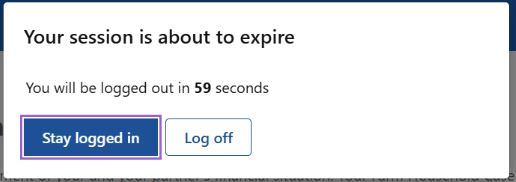 Your session is about to expire
You will be logged out in 59 seconds
Stay logged in Log off